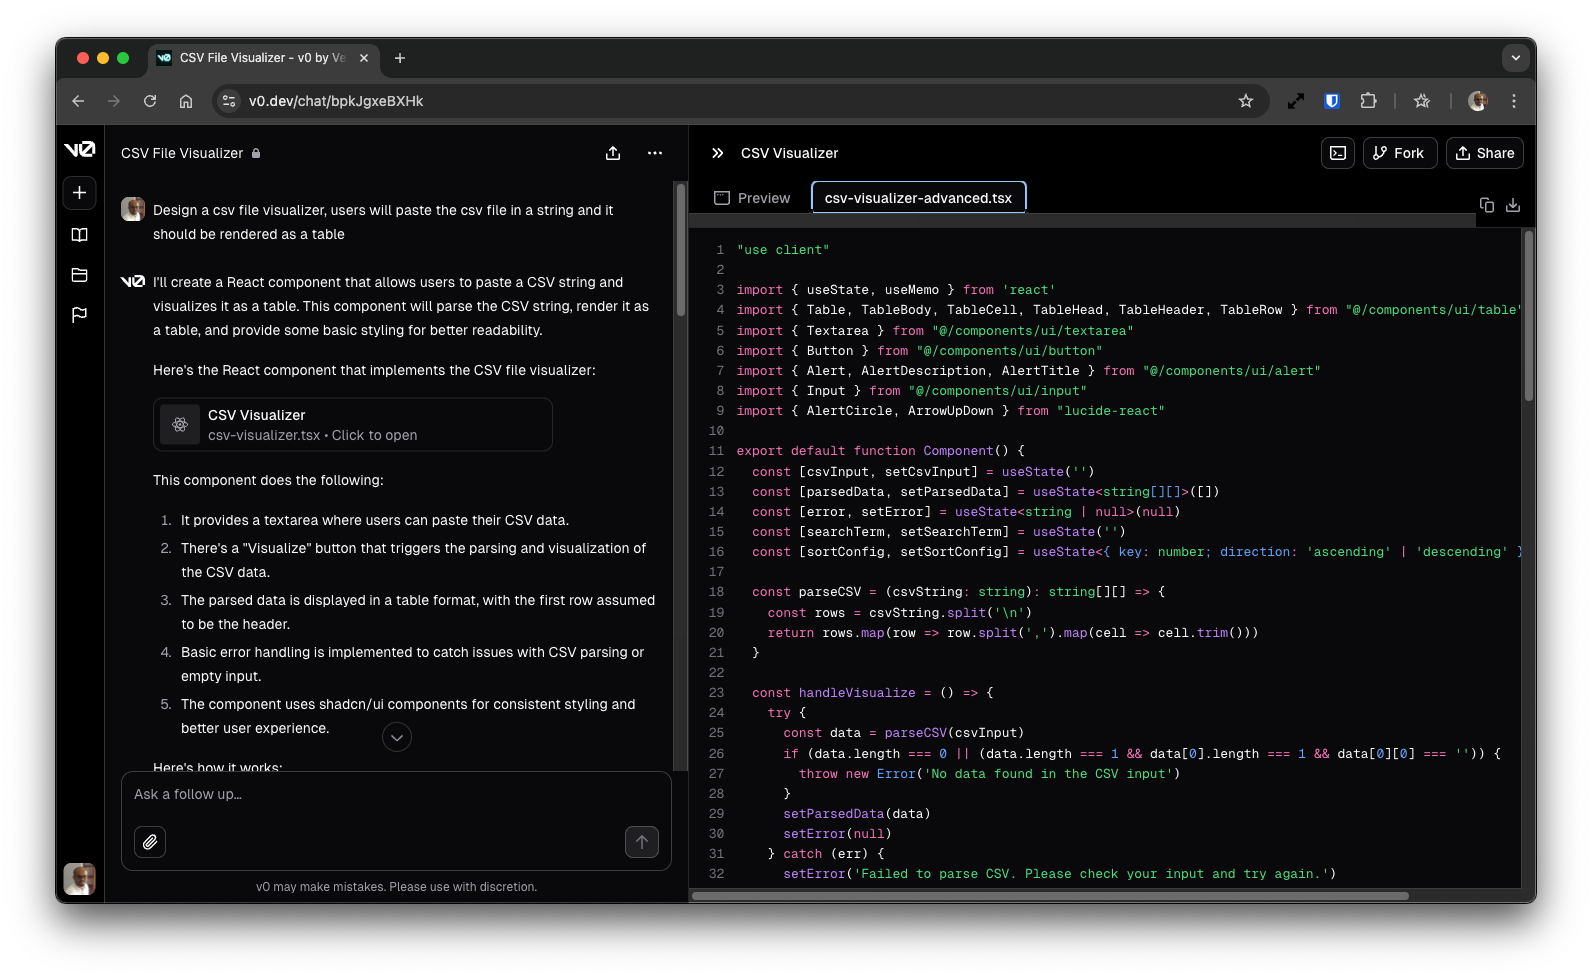 CSV File Visualizer - v0 by Ve
v0.dev/chat/bpkJgxeBXHk
v0
CSV File Visualizer
Design a csv file visualizer, users will paste the csv file in a string and it
should be rendered as a table
v0
I'll create a React component that allows users to paste a CSV string and
visualizes it as a table. This component will parse the CSV string, render it as
a table, and provide some basic styling for better readability.
Here's the React component that implements the CSV file visualizer:
CSV Visualizer
csv-visualizer.tsx • Click to open
This component does the following:
1. It provides a textarea where users can paste their CSV data.
2. There's a "Visualize" button that triggers the parsing and visualization of
the CSV data.
3. The parsed data is displayed in a table format, with the first row assumed
to be the header.
4. Basic error handling is implemented to catch issues with CSV parsing or
empty input.
5. The component uses shadcn/ui components for consistent styling and
better user experience.
Here's how it works:
Ask a follow up...
v0 may make mistakes. Please use with discretion.
CSV Visualizer
Fork
Share
Preview
csv-visualizer-advanced.tsx
1 "use client"
2
3 import { useState, useMemo } from 'react'
4 import { Table, TableBody, TableCell, TableHead, TableHeader, TableRow } from "@/components/ui/table"
5 import { Textarea } from "@/components/ui/textarea"
6 import { Button } from "@/components/ui/button"
7 import { Alert, AlertDescription, AlertTitle } from "@/components/ui/alert"
8 import { Input } from "@/components/ui/input"
9 import { AlertCircle, ArrowUpDown } from "lucide-react"
10
11 export default function Component() {
12 const [csvInput, setCsvInput] = useState('')
13 const [parsedData, setParsedData] = useState<string[][]>([])
14 const [error, setError] = useState<string | null>(null)
15 const [searchTerm, setSearchTerm] = useState('')
16 const [sortConfig, setSortConfig] = useState<{ key: number; direction: 'ascending' | 'descending' }
17
18 const parseCSV = (csvString: string): string[][] => {
19 const rows = csvString.split('\n')
20 return rows.map(row => row.split(',').map(cell => cell.trim()))
21 }
22
23 const handleVisualize = () => {
24 try {
25 const data = parseCSV(csvInput)
26 if (data.length === 0 || (data.length === 1 && data[0].length === 1 && data[0][0] === '')) {
27 throw new Error('No data found in the CSV input')
28 }
29 setParsedData(data)
30 setError(null)
31 } catch (err) {
32 setError('Failed to parse CSV. Please check your input and try again.')